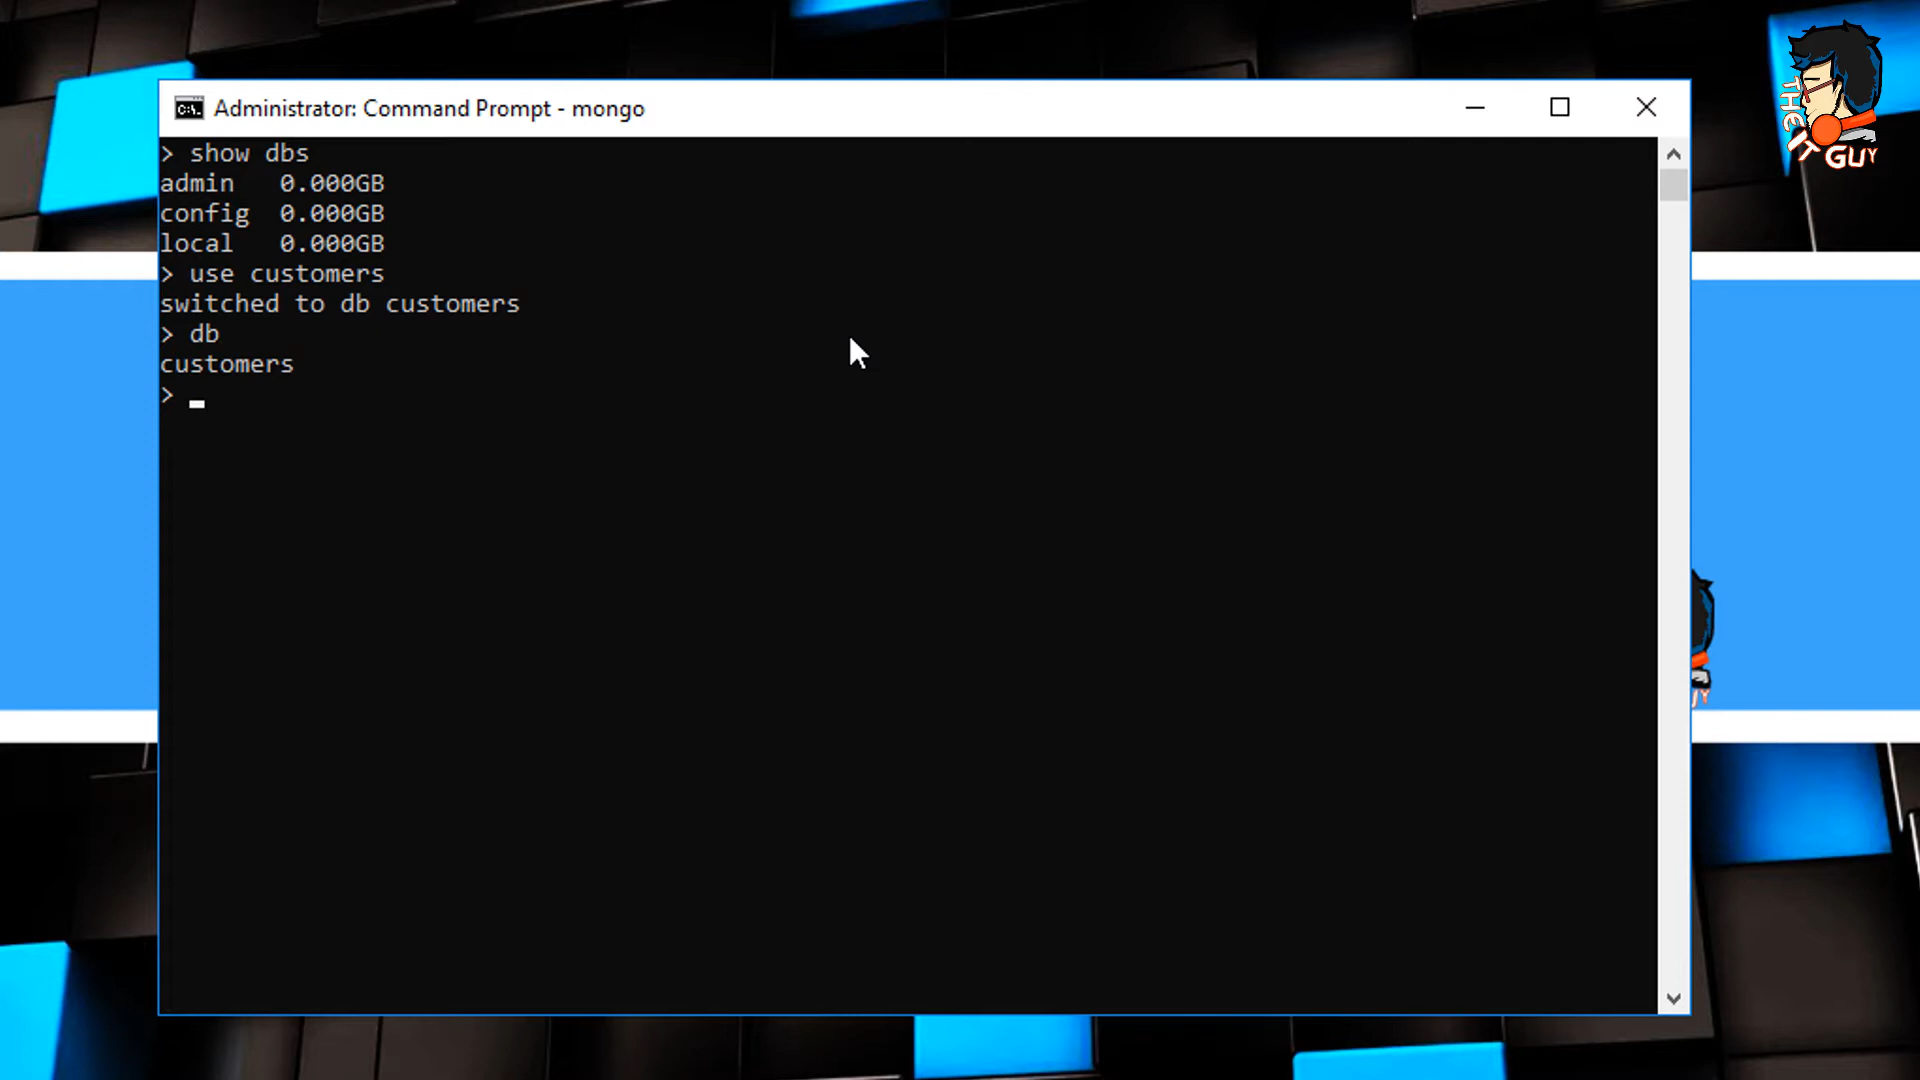 THE
IT GUY
Administrator: Command Prompt - mongo
> show dbs
admin   0.000GB
config  0.000GB
local   0.000GB
> use customers
switched to db customers
> db
customers
>